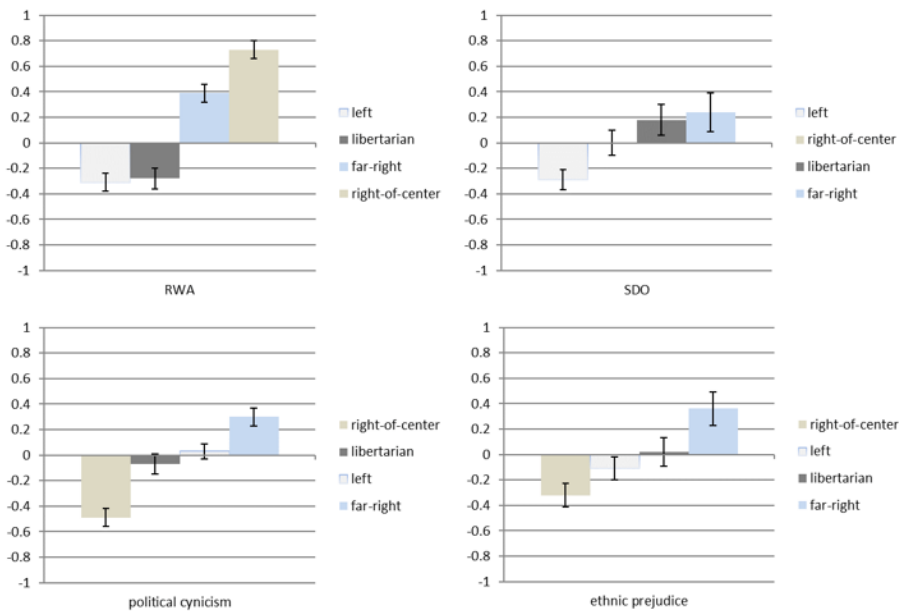 1
0.8
0.6
0.4
0.2
0
-0.2
-0.4
-0.6
-0.8
-1
RWA
left
libertarian
far-right
right-of-center
1
0.8
0.6
0.4
0.2
0
-0.2
-0.4
-0.6
-0.8
-1
SDO
left
right-of-center
libertarian
far-right
1
0.8
0.6
0.4
0.2
0
-0.2
-0.4
-0.6
-0.8
-1
political cynicism
right-of-center
libertarian
left
far-right
1
0.8
0.6
0.4
0.2
0
-0.2
-0.4
-0.6
-0.8
-1
ethnic prejudice
right-of-center
left
libertarian
far-right